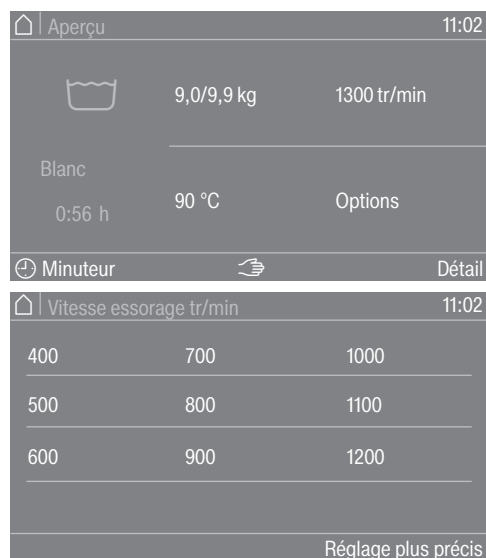 Aperçu 11:02
9,0/9,9 kg 1300 tr/min
Blanc
0:56 h
90 °C Options
Minuteur Détail
Vitesse essorage tr/min 11:02
400 700 1000
500 800 1100
600 900 1200
Réglage plus précis